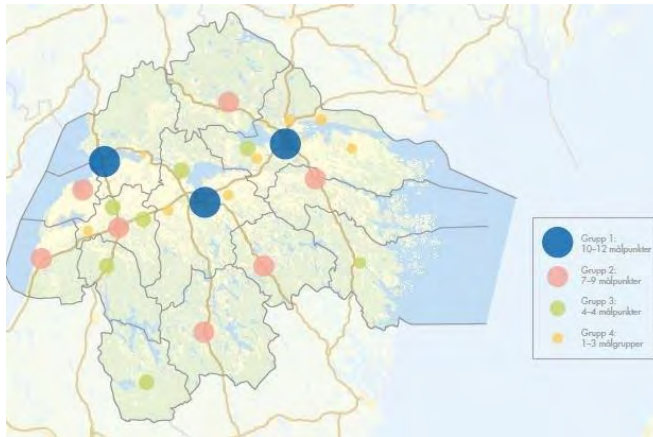 Grupp 1:
10–12 målpunkter
Grupp 2:
7–9 målpunkter
Grupp 3:
4–4 målpunkter
Grupp 4:
1–3 målgrupper